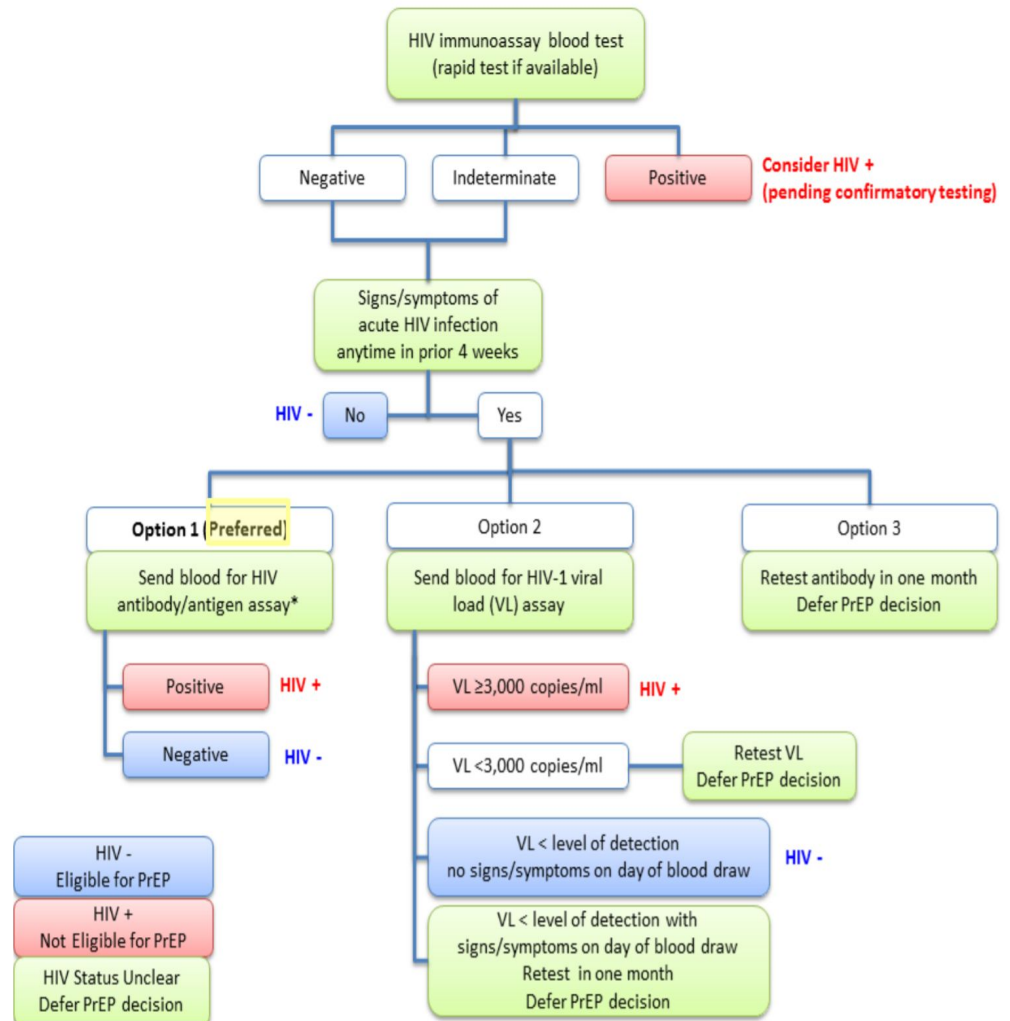 HIV immunoassay blood test
(rapid test if available)
Negative
Indeterminate
Positive
Consider HIV +
(pending confirmatory testing)
Signs/symptoms of
acute HIV infection
anytime in prior 4 weeks
HIV -
No
Yes
Option 1 (Preferred)
Send blood for HIV
antibody/antigen assay*
Positive
HIV +
Negative
HIV -
Option 2
Send blood for HIV-1 viral
load (VL) assay
VL ≥3,000 copies/ml
HIV +
VL <3,000 copies/ml
Retest VL
Defer PrEP decision
VL < level of detection
no signs/symptoms on day of blood draw
HIV -
VL < level of detection with
signs/symptoms on day of blood draw
Retest in one month
Defer PrEP decision
Option 3
Retest antibody in one month
Defer PrEP decision
HIV -
Eligible for PrEP
HIV +
Not Eligible for PrEP
HIV Status Unclear
Defer PrEP decision